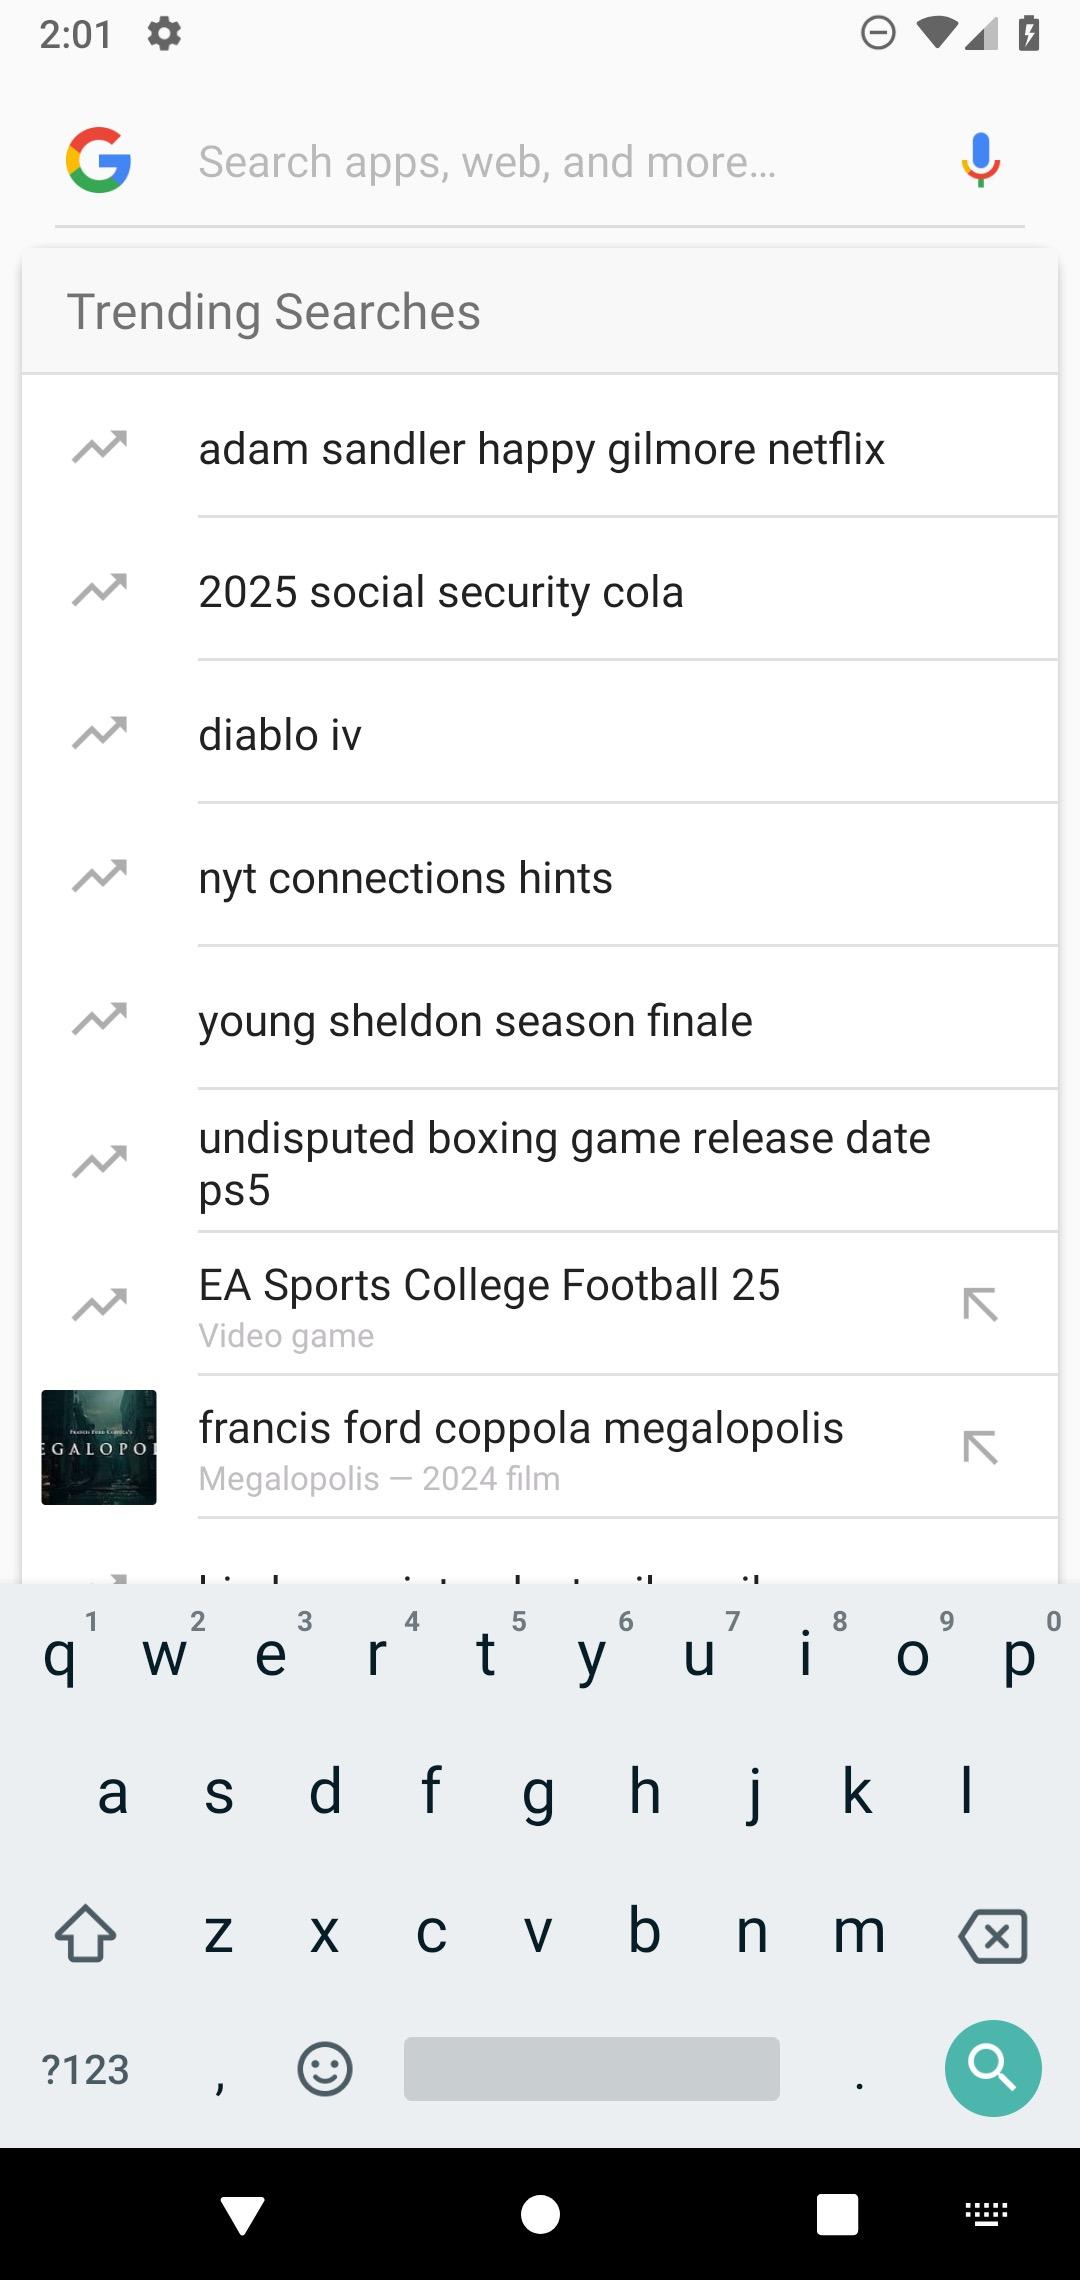 2:01
Search apps, web, and more...
Trending Searches
adam sandler happy gilmore netflix
2025 social security cola
diablo iv
nyt connections hints
young sheldon season finale
undisputed boxing game release date
ps5
EA Sports College Football 25
Video game
francis ford coppola megalopolis
Megalopolis — 2024 film
1 2 3 4 5 6 7 8 9 0
q w e r t y u i o p
a s d f g h j k l
z x c v b n m
?123 , .